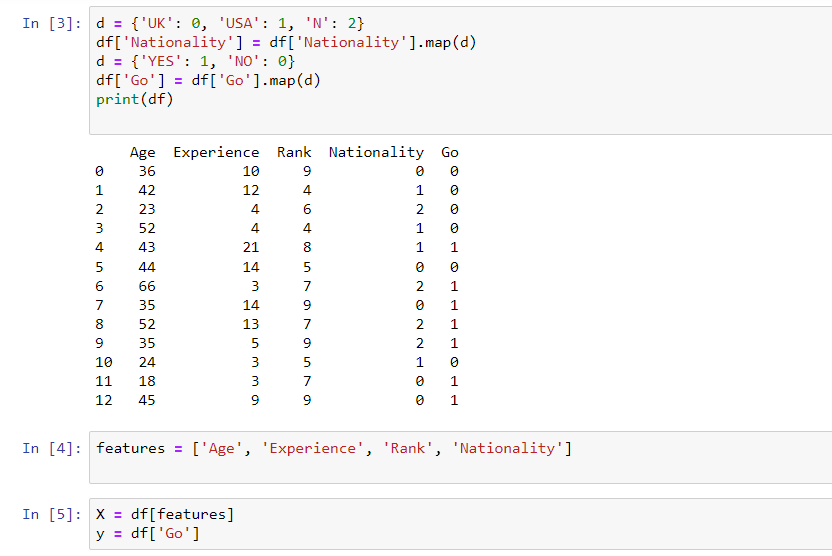 In [3]: d = {'UK': 0, 'USA': 1, 'N': 2}
df['Nationality'] = df['Nationality'].map(d)
d = {'YES': 1, 'NO': 0}
df['Go'] = df['Go'].map(d)
print(df)
Age Experience Rank Nationality Go
0 36 10 9 0 0
1 42 12 4 1 0
2 23 4 6 2 0
3 52 4 4 1 0
4 43 21 8 1 1
5 44 14 5 0 0
6 66 3 7 2 1
7 35 14 9 0 1
8 52 13 7 2 1
9 35 5 9 2 1
10 24 3 5 1 0
11 18 3 7 0 1
12 45 9 9 0 1
In [4]: features = ['Age', 'Experience', 'Rank', 'Nationality']
In [5]: X = df[features]
y = df['Go']